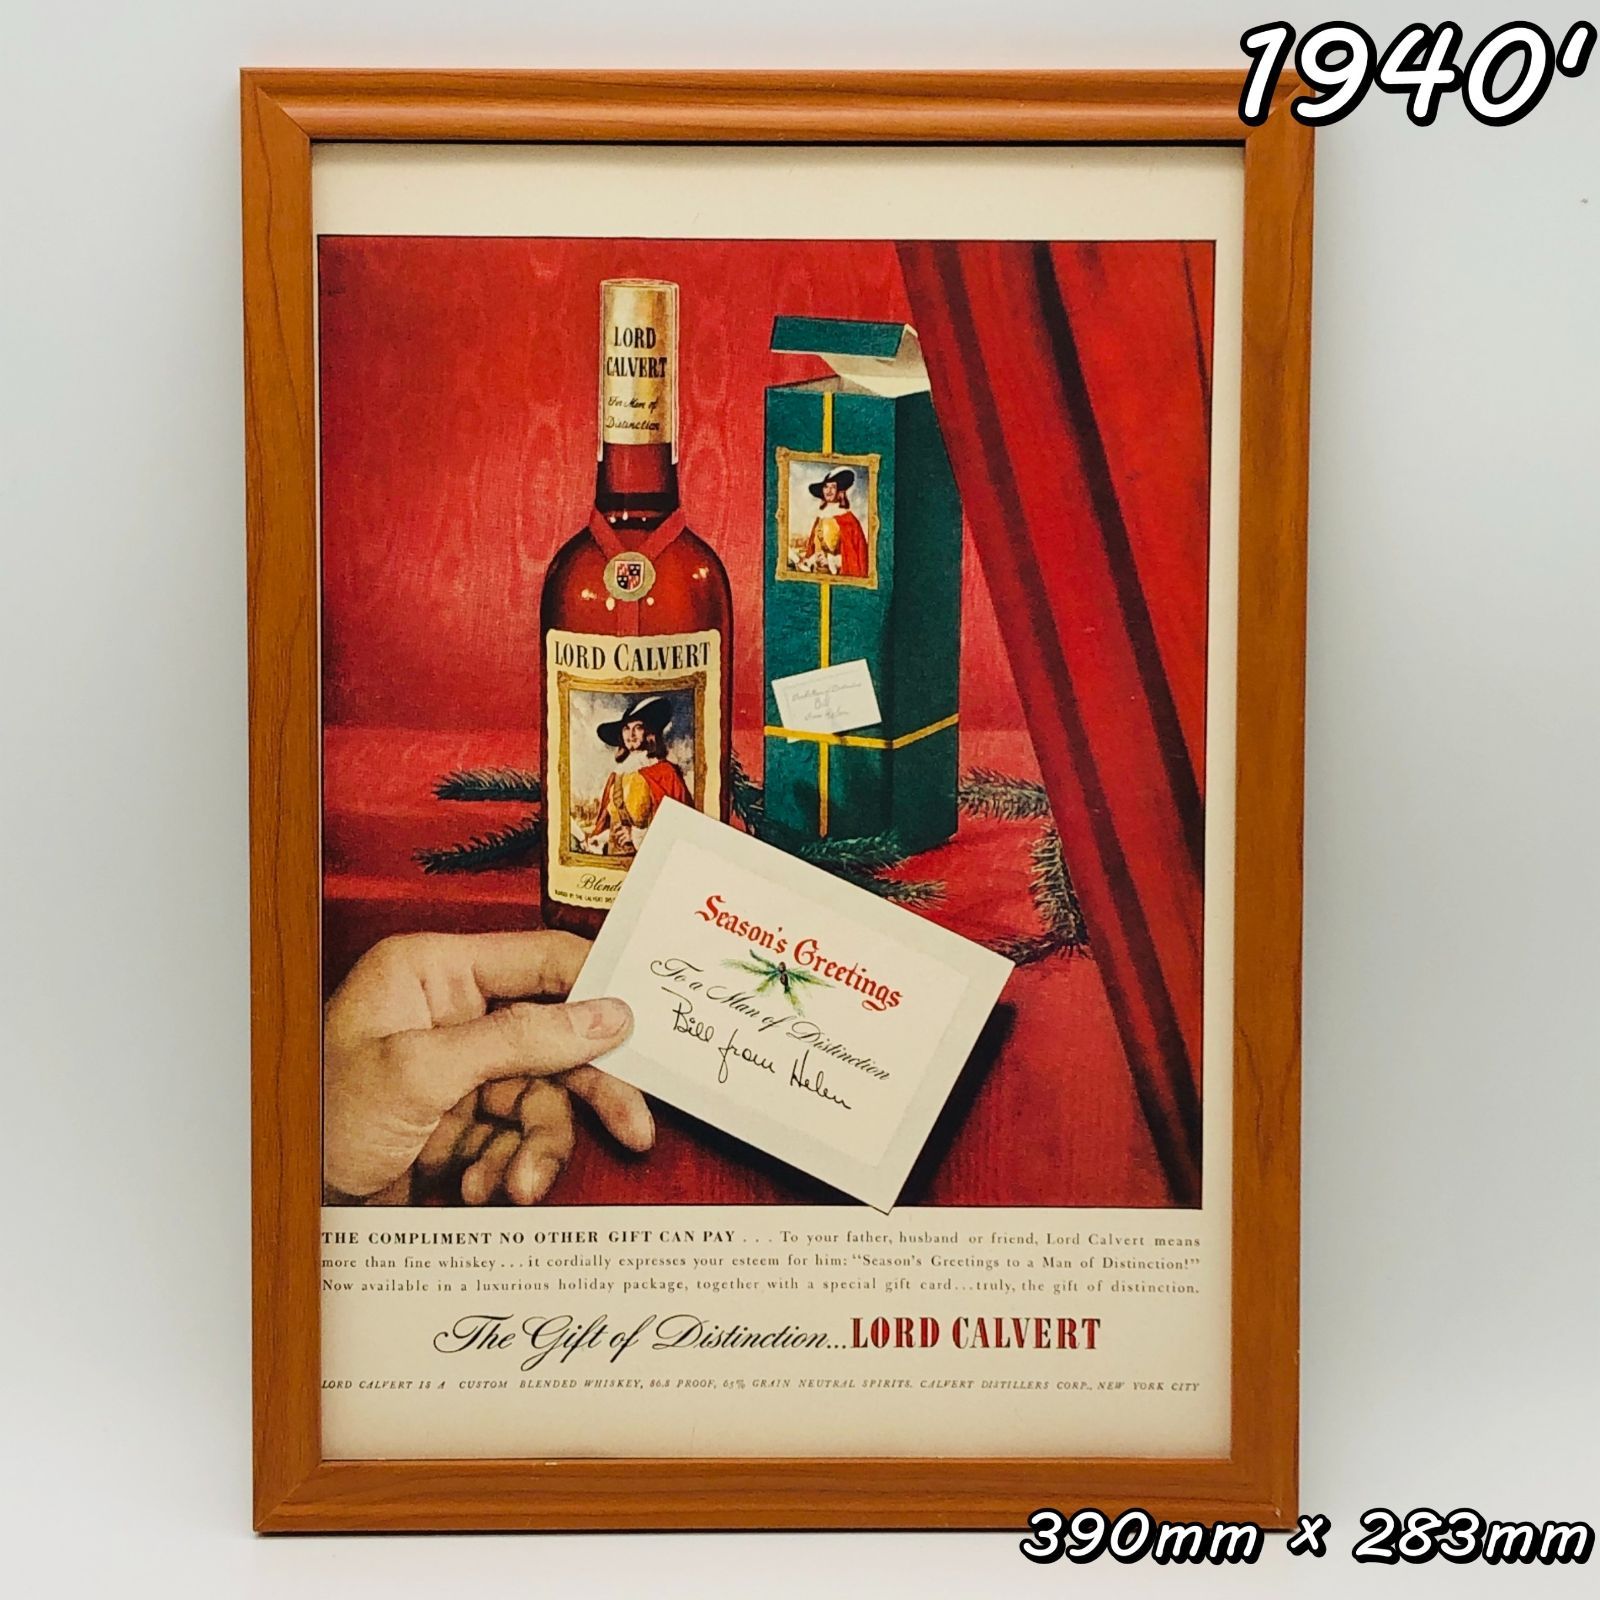 1940'
LORD
CALVERT
For Men of
Distinction
LORD CALVERT
Bill
Season's Greetings
To a Man of Distinction
Bill from Helen
THE COMPLIMENT NO OTHER GIFT CAN PAY . . . To your father, husband or friend, Lord Calvert means
more than fine whiskey . . . it cordially expresses your esteem for him: "Season's Greetings to a Man of Distinction!"
Now available in a luxurious holiday package, together with a special gift card . . . truly, the gift of distinction.
The Gift of Distinction...LORD CALVERT
LORD CALVERT IS A CUSTOM BLENDED WHISKEY, 86.8 PROOF, 65% GRAIN NEUTRAL SPIRITS. CALVERT DISTILLERS CORP., NEW YORK CITY
390mm × 283mm